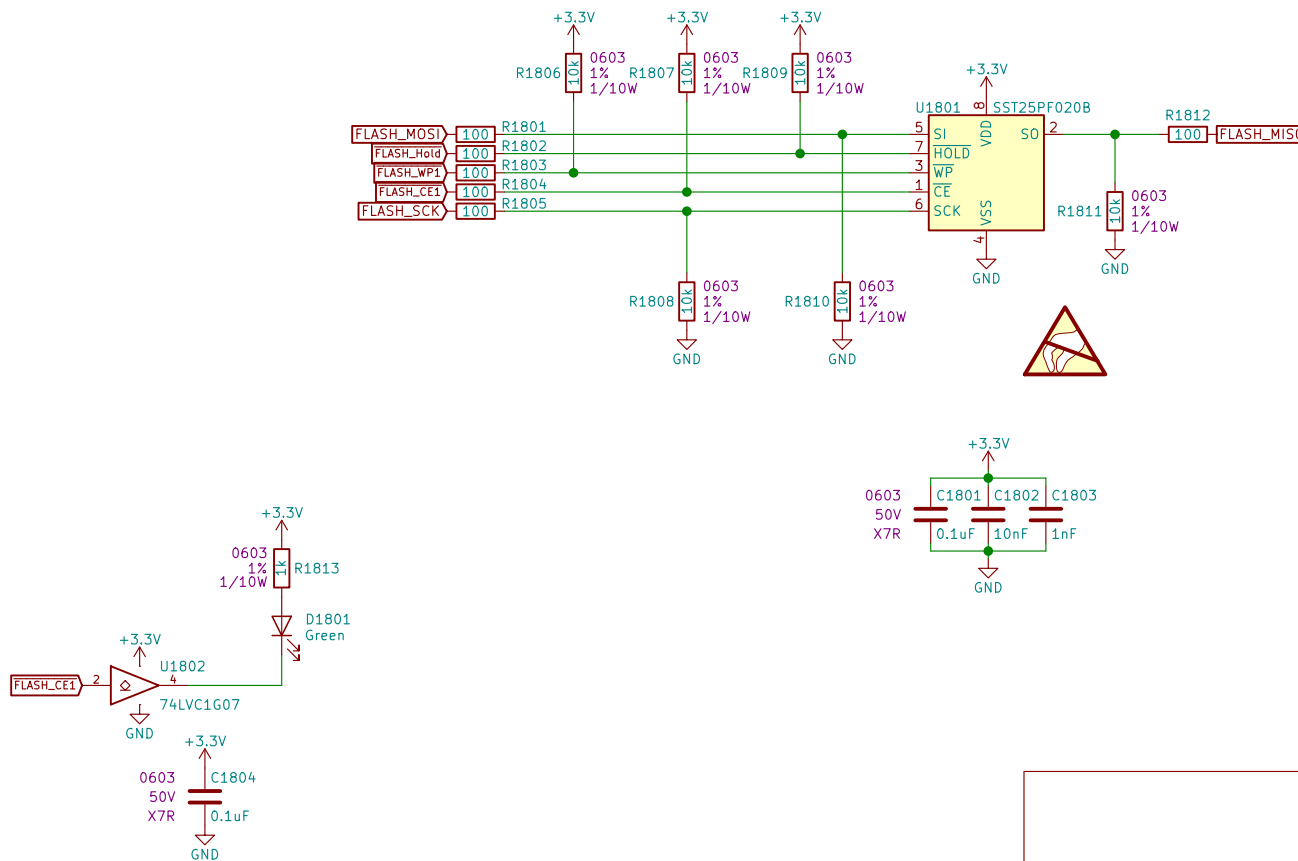 +3.3V +3.3V +3.3V
R1806 10k 0603 1% 1/10W
R1807 10k 0603 1% 1/10W
R1809 10k 0603 1% 1/10W
+3.3V
U1801 SST25PF020B
8 VDD
FLASH_MOSI 100 R1801 5 SI
FLASH_Hold 100 R1802 7 HOLD
FLASH_WP1 100 R1803 3 WP
FLASH_CE1 100 R1804 1 CE
FLASH_SCK 100 R1805 6 SCK
SO 2
VSS 4
GND
R1812
100 FLASH_MISO
R1811 10k 0603 1% 1/10W
GND
R1808 10k 0603 1% 1/10W
GND
R1810 10k 0603 1% 1/10W
GND
+3.3V
0603 C1801 C1802 C1803
50V
X7R 0.1uF 10nF 1nF
GND
+3.3V
0603
1% 1k R1813
1/10W
D1801
Green
+3.3V
U1802
FLASH_CE1 2 4
74LVC1G07
GND
+3.3V
0603 C1804
50V
X7R 0.1uF
GND